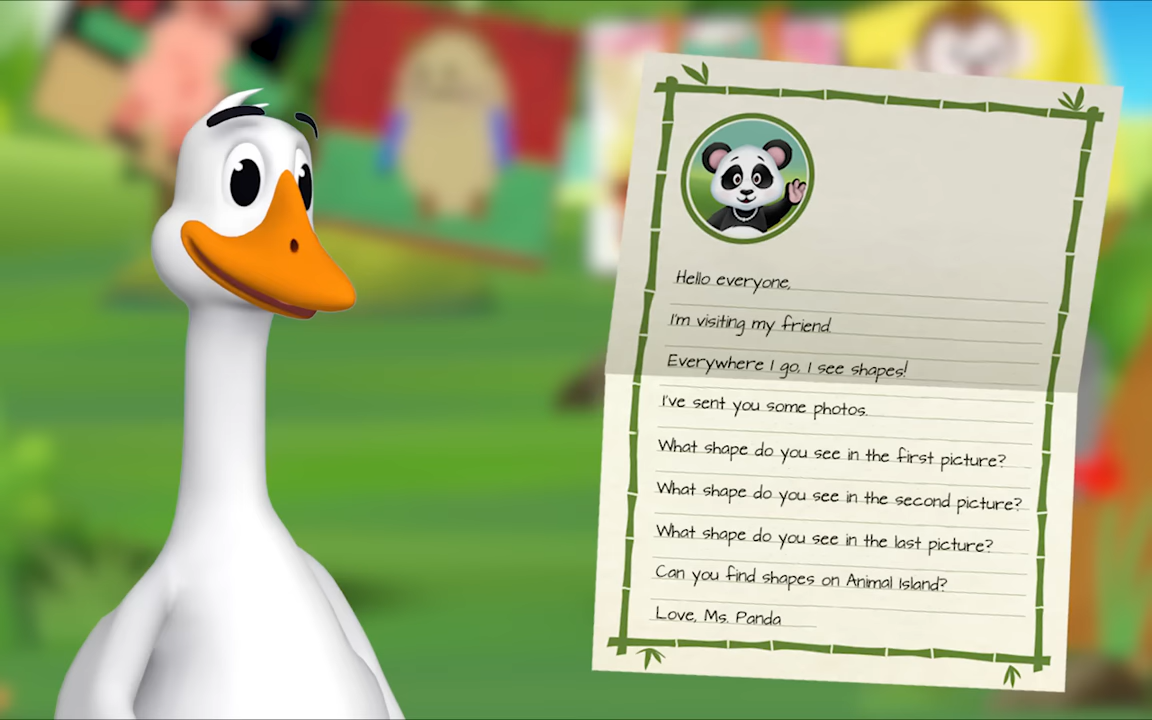 Hello everyone,
I'm visiting my friend.
Everywhere I go, I see shapes!
I've sent you some photos.
What shape do you see in the first picture?
What shape do you see in the second picture?
What shape do you see in the last picture?
Can you find shapes on Animal Island?
Love, Ms. Panda